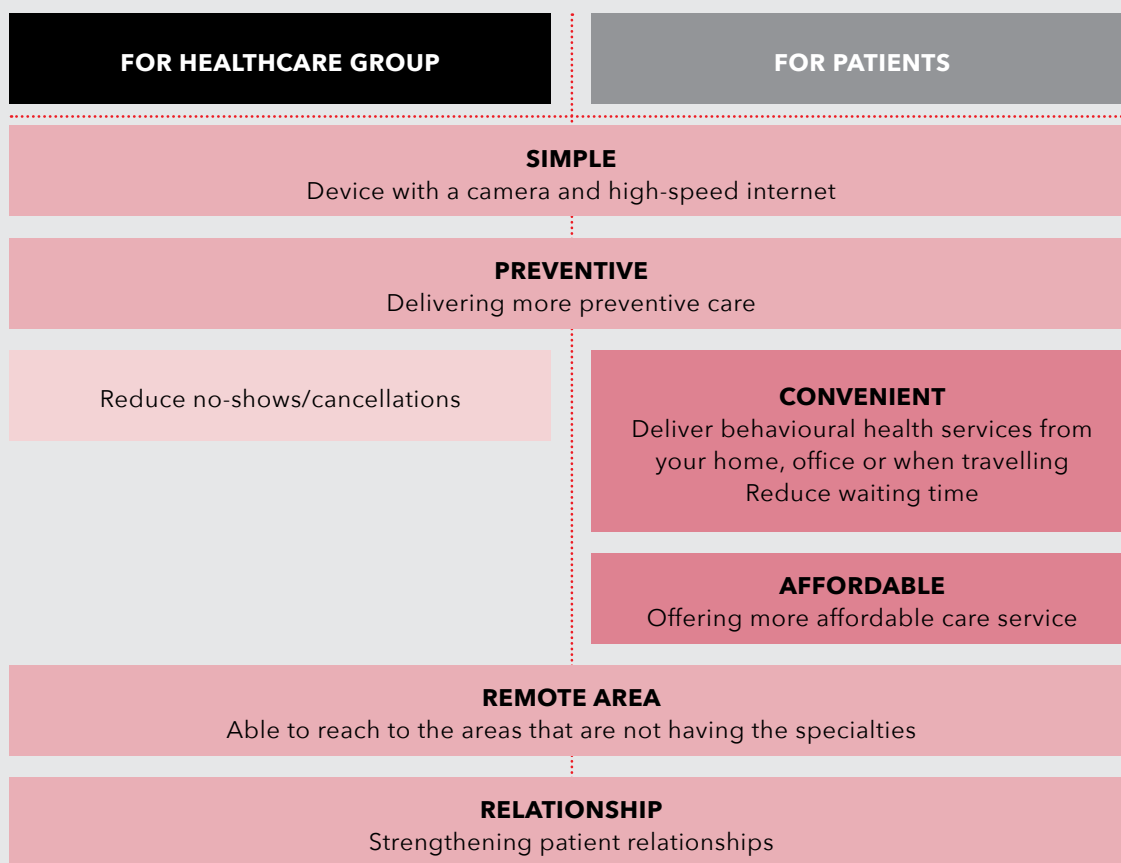 FOR HEALTHCARE GROUP
FOR PATIENTS
SIMPLE
Device with a camera and high-speed internet
PREVENTIVE
Delivering more preventive care
Reduce no-shows/cancellations
CONVENIENT
Deliver behavioural health services from
your home, office or when travelling
Reduce waiting time
AFFORDABLE
Offering more affordable care service
REMOTE AREA
Able to reach to the areas that are not having the specialties
RELATIONSHIP
Strengthening patient relationships